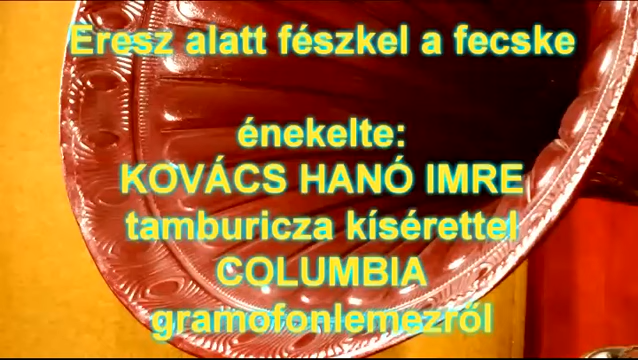 Eresz alatt fészkel a fecske
énekelte:
KOVÁCS HANÓ IMRE
tamburicza kísérettel
COLUMBIA
gramofonlemezről